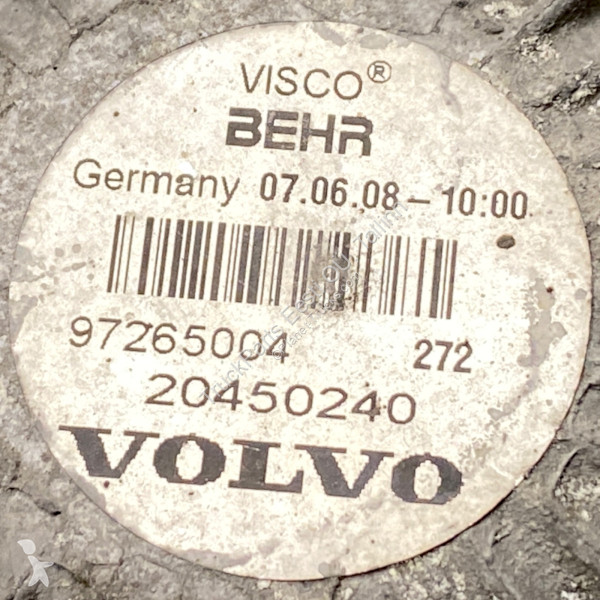 VISCO®
BEHR
Germany 07.06.08 – 10:00
97265004 272
20450240
VOLVO